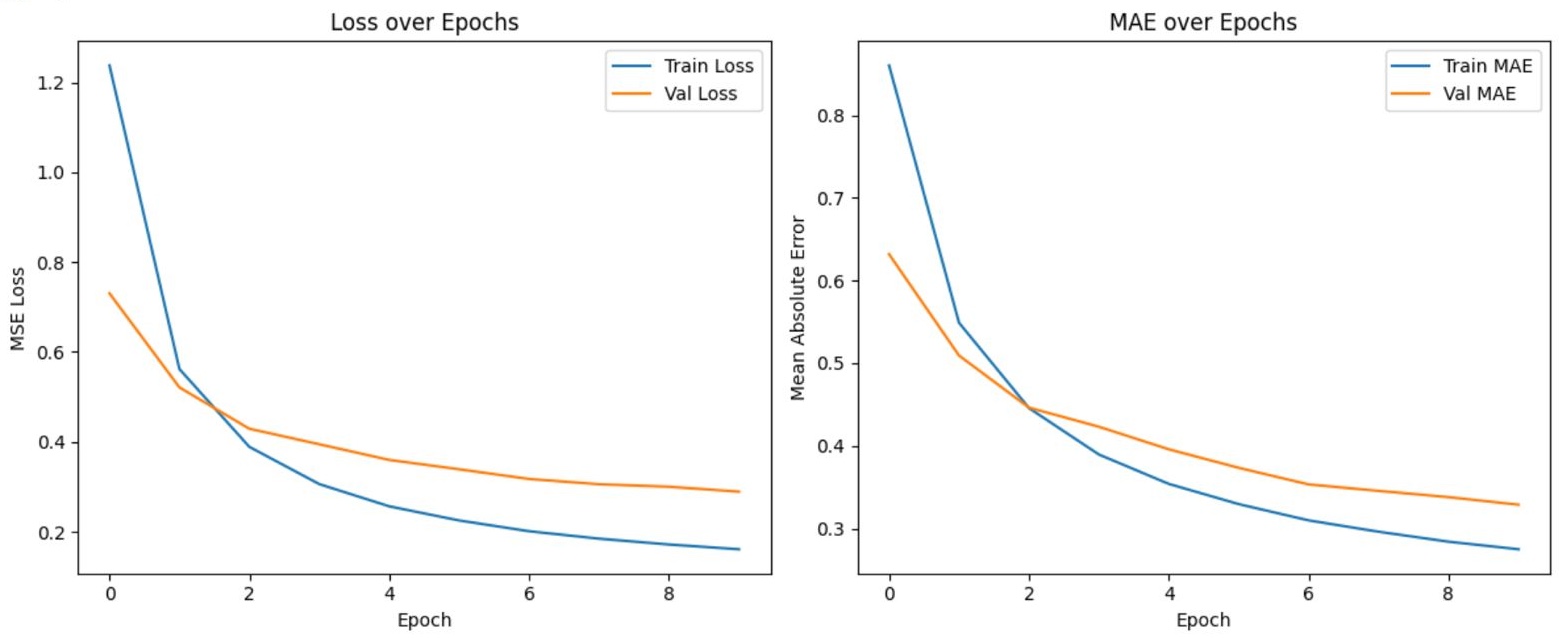 Loss over Epochs
Train Loss
Val Loss
1.2
1.0
0.8
0.6
0.4
0.2
MSE Loss
0 2 4 6 8
Epoch
MAE over Epochs
Train MAE
Val MAE
0.8
0.7
0.6
0.5
0.4
0.3
Mean Absolute Error
0 2 4 6 8
Epoch